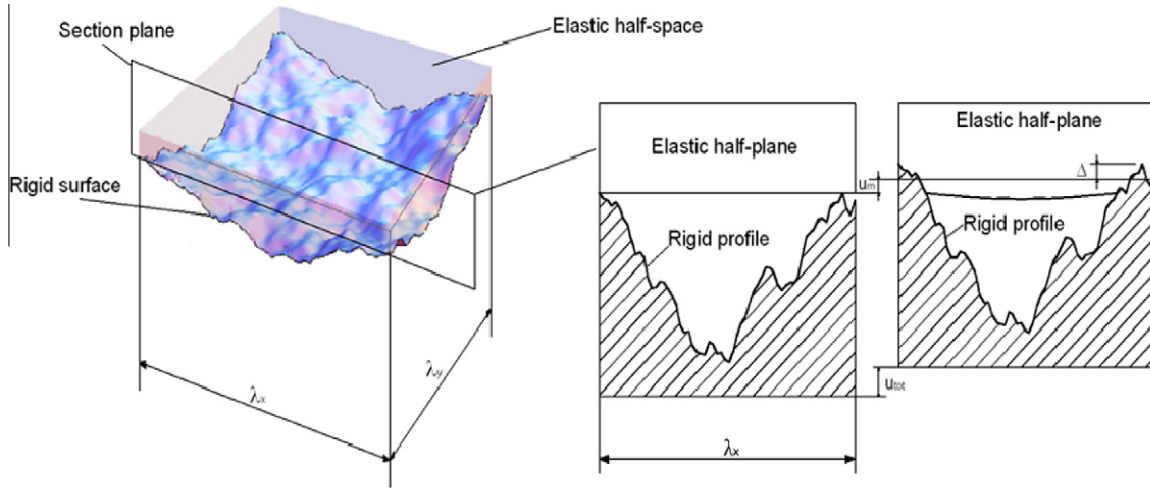 Section plane
Elastic half-space
Rigid surface
λx
λy
Elastic half-plane
um
Rigid profile
λx
Elastic half-plane
Δ
Rigid profile
utot